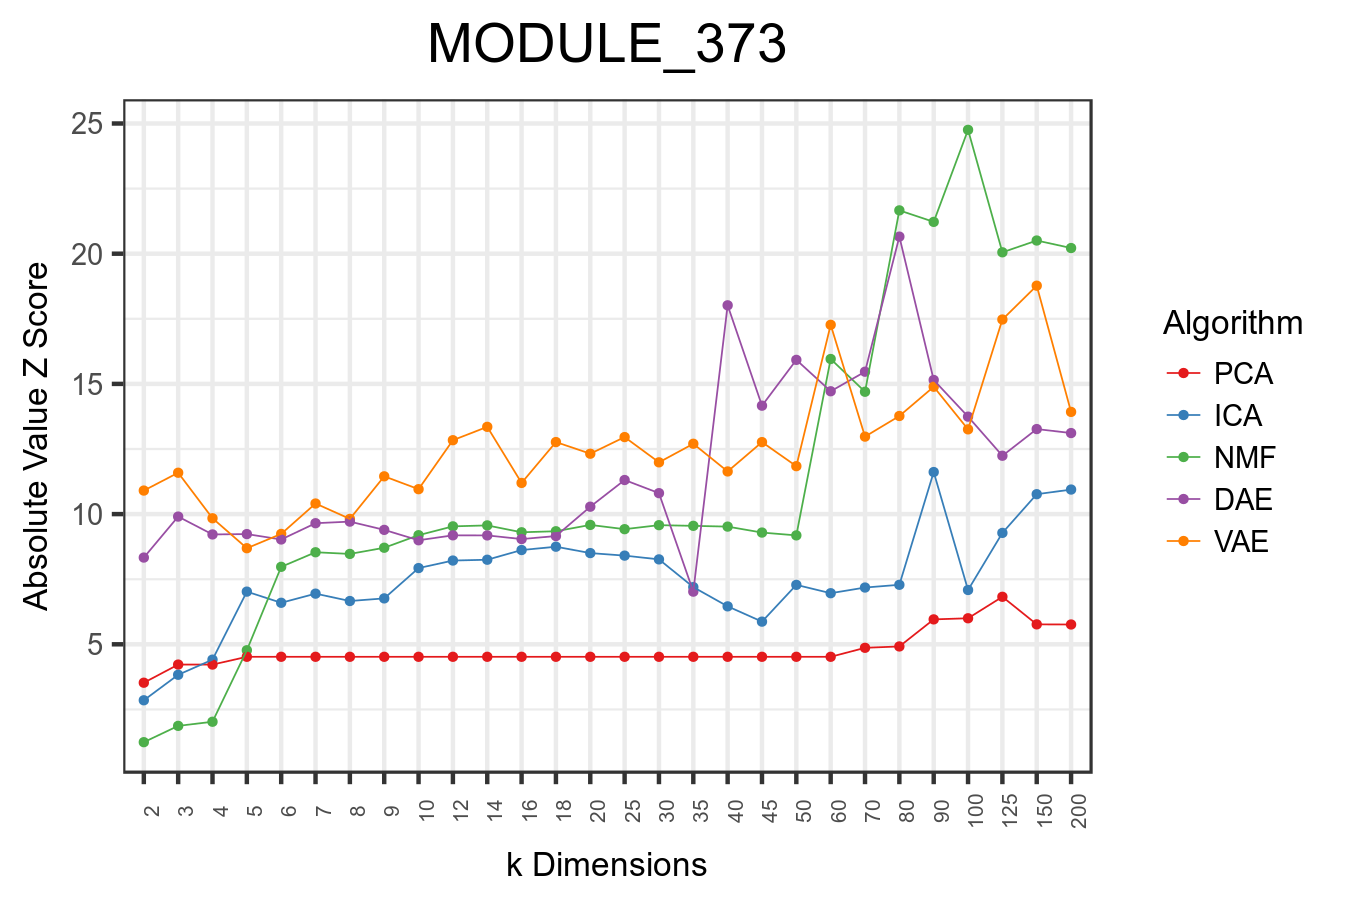 MODULE_373
Absolute Value Z Score
25
20
15
10
5
2 3 4 5 6 7 8 9 10 12 14 16 18 20 25 30 35 40 45 50 60 70 80 90 100 125 150 200
k Dimensions
Algorithm
PCA
ICA
NMF
DAE
VAE